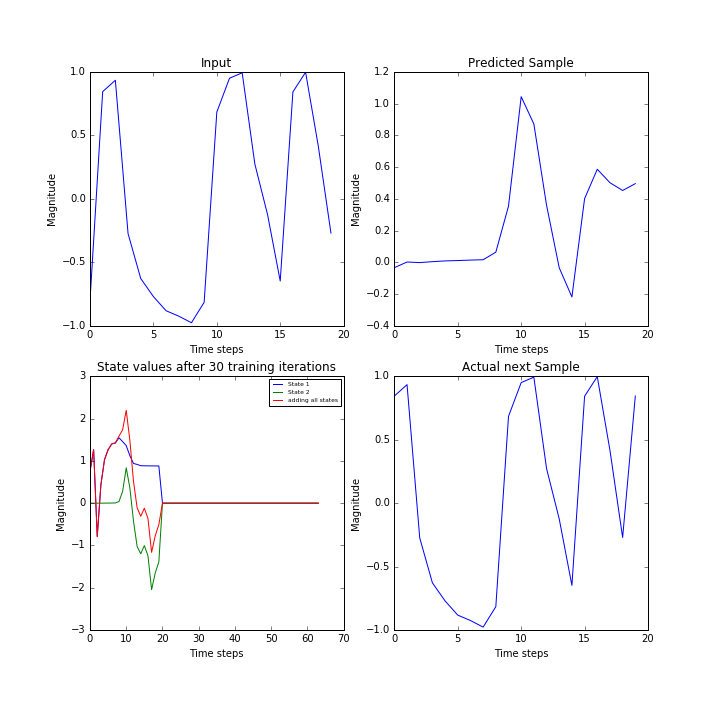 Input
Magnitude
1.0
0.5
0.0
−0.5
−1.0
0 5 10 15 20
Time steps
Predicted Sample
Magnitude
1.2
1.0
0.8
0.6
0.4
0.2
0.0
−0.2
−0.4
0 5 10 15 20
Time steps
State values after 30 training iterations
Magnitude
3
2
1
0
−1
−2
−3
State 1
State 2
adding all states
0 10 20 30 40 50 60 70
Time steps
Actual next Sample
Magnitude
1.0
0.5
0.0
−0.5
−1.0
0 5 10 15 20
Time steps